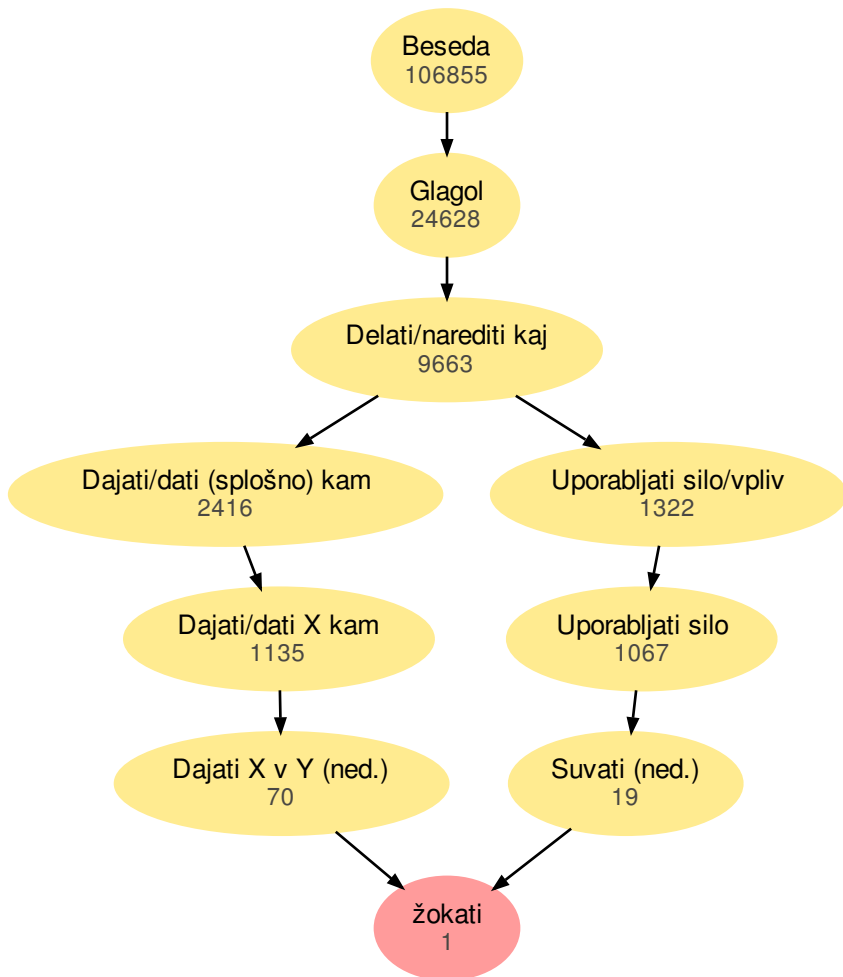 Beseda
106855
Glagol
24628
Delati/narediti kaj
9663
Dajati/dati (splošno) kam
2416
Uporabljati silo/vpliv
1322
Dajati/dati X kam
1135
Uporabljati silo
1067
Dajati X v Y (ned.)
70
Suvati (ned.)
19
žokati
1